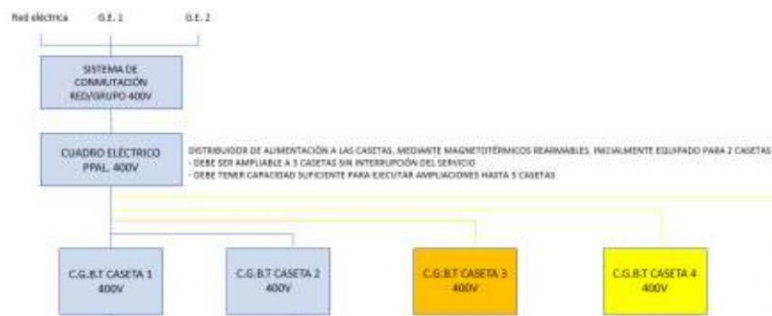 Red eléctrica G.E. 1 G.E. 2
SISTEMA DE
CONMUTACIÓN
RED/GRUPO 400V
CUADRO ELÉCTRICO
PPAL. 400V
DISTRIBUIDOR DE ALIMENTACIÓN A LAS CASETAS, MEDIANTE MAGNETOTÉRMICOS REARMABLES. INICIALMENTE EQUIPADO PARA 2 CASETAS
- DEBE SER AMPLIABLE A 3 CASETAS SIN INTERRUPCIÓN DEL SERVICIO
- DEBE TENER CAPACIDAD SUFICIENTE PARA EJECUTAR AMPLIACIONES HASTA 5 CASETAS
C.G.B.T CASETA 1
400V
C.G.B.T CASETA 2
400V
C.G.B.T CASETA 3
400V
C.G.B.T CASETA 4
400V